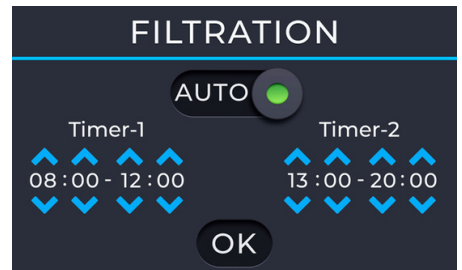 FILTRATION
AUTO
Timer-1
Timer-2
08:00 - 12:00
13:00 - 20:00
OK